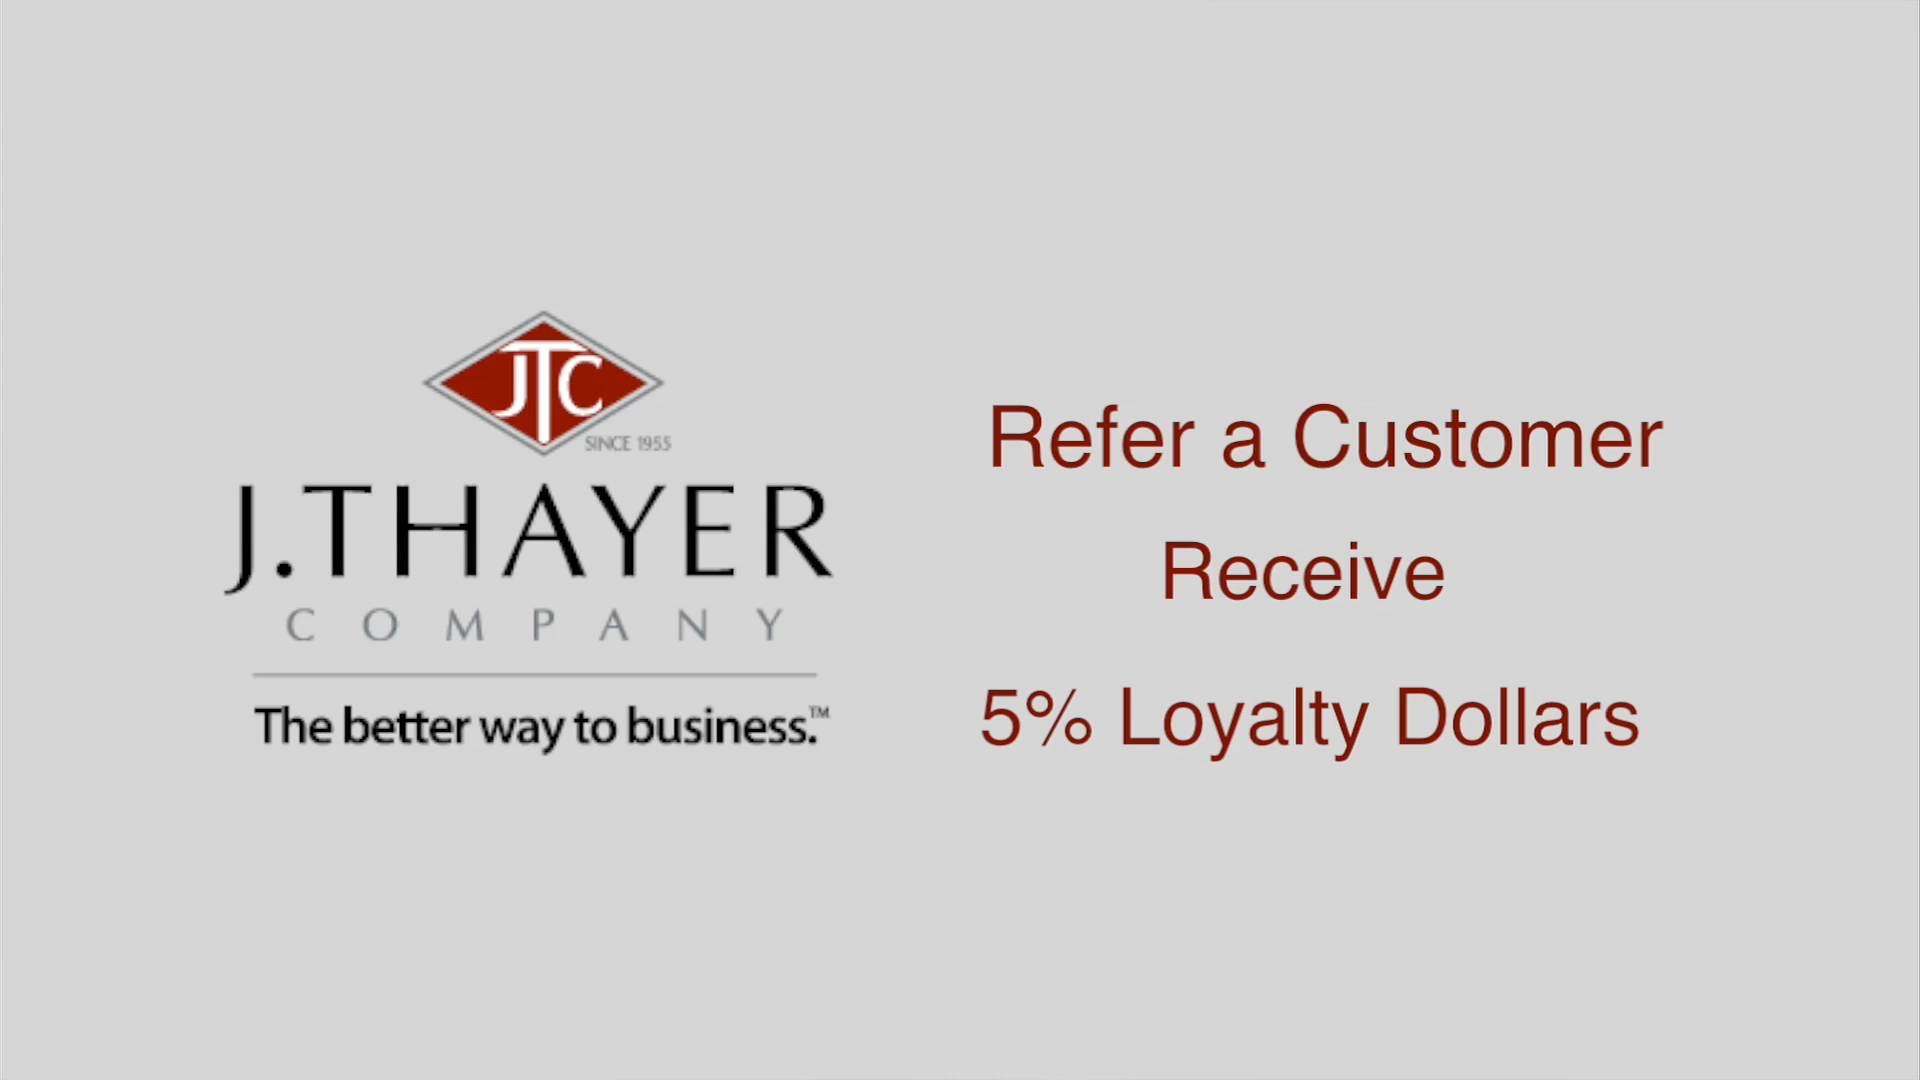 JTC
SINCE 1955
J.THAYER
COMPANY
The better way to business.™
Refer a Customer
Receive
5% Loyalty Dollars